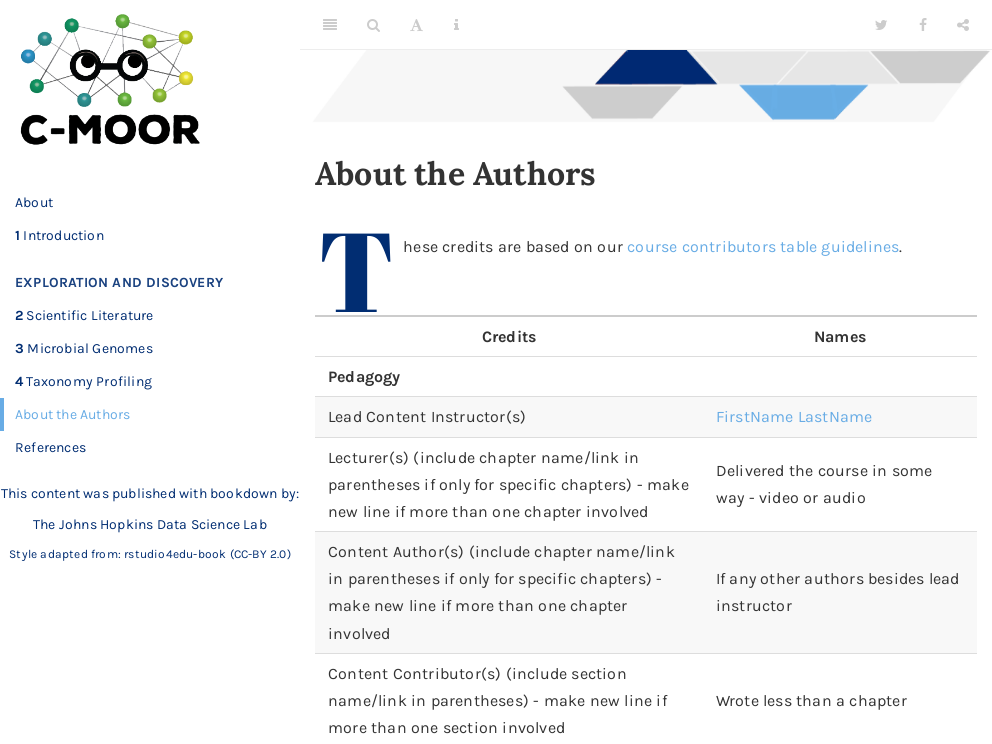 C-MOOR
About
1 Introduction
EXPLORATION AND DISCOVERY
2 Scientific Literature
3 Microbial Genomes
4 Taxonomy Profiling
About the Authors
References
This content was published with bookdown by:
The Johns Hopkins Data Science Lab
Style adapted from: rstudio4edu-book (CC-BY 2.0)
A
About the Authors
These credits are based on our course contributors table guidelines.
Credits Names
Pedagogy
Lead Content Instructor(s) FirstName LastName
Lecturer(s) (include chapter name/link in
parentheses if only for specific chapters) - make
new line if more than one chapter involved
Delivered the course in some
way - video or audio
Content Author(s) (include chapter name/link
in parentheses if only for specific chapters) -
make new line if more than one chapter
involved
If any other authors besides lead
instructor
Content Contributor(s) (include section
name/link in parentheses) - make new line if
more than one section involved
Wrote less than a chapter